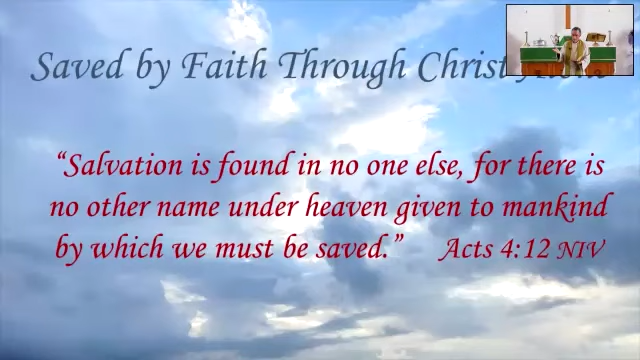 Saved by Faith Through Christ
“Salvation is found in no one else, for there is
no other name under heaven given to mankind
by which we must be saved.” Acts 4:12 NIV